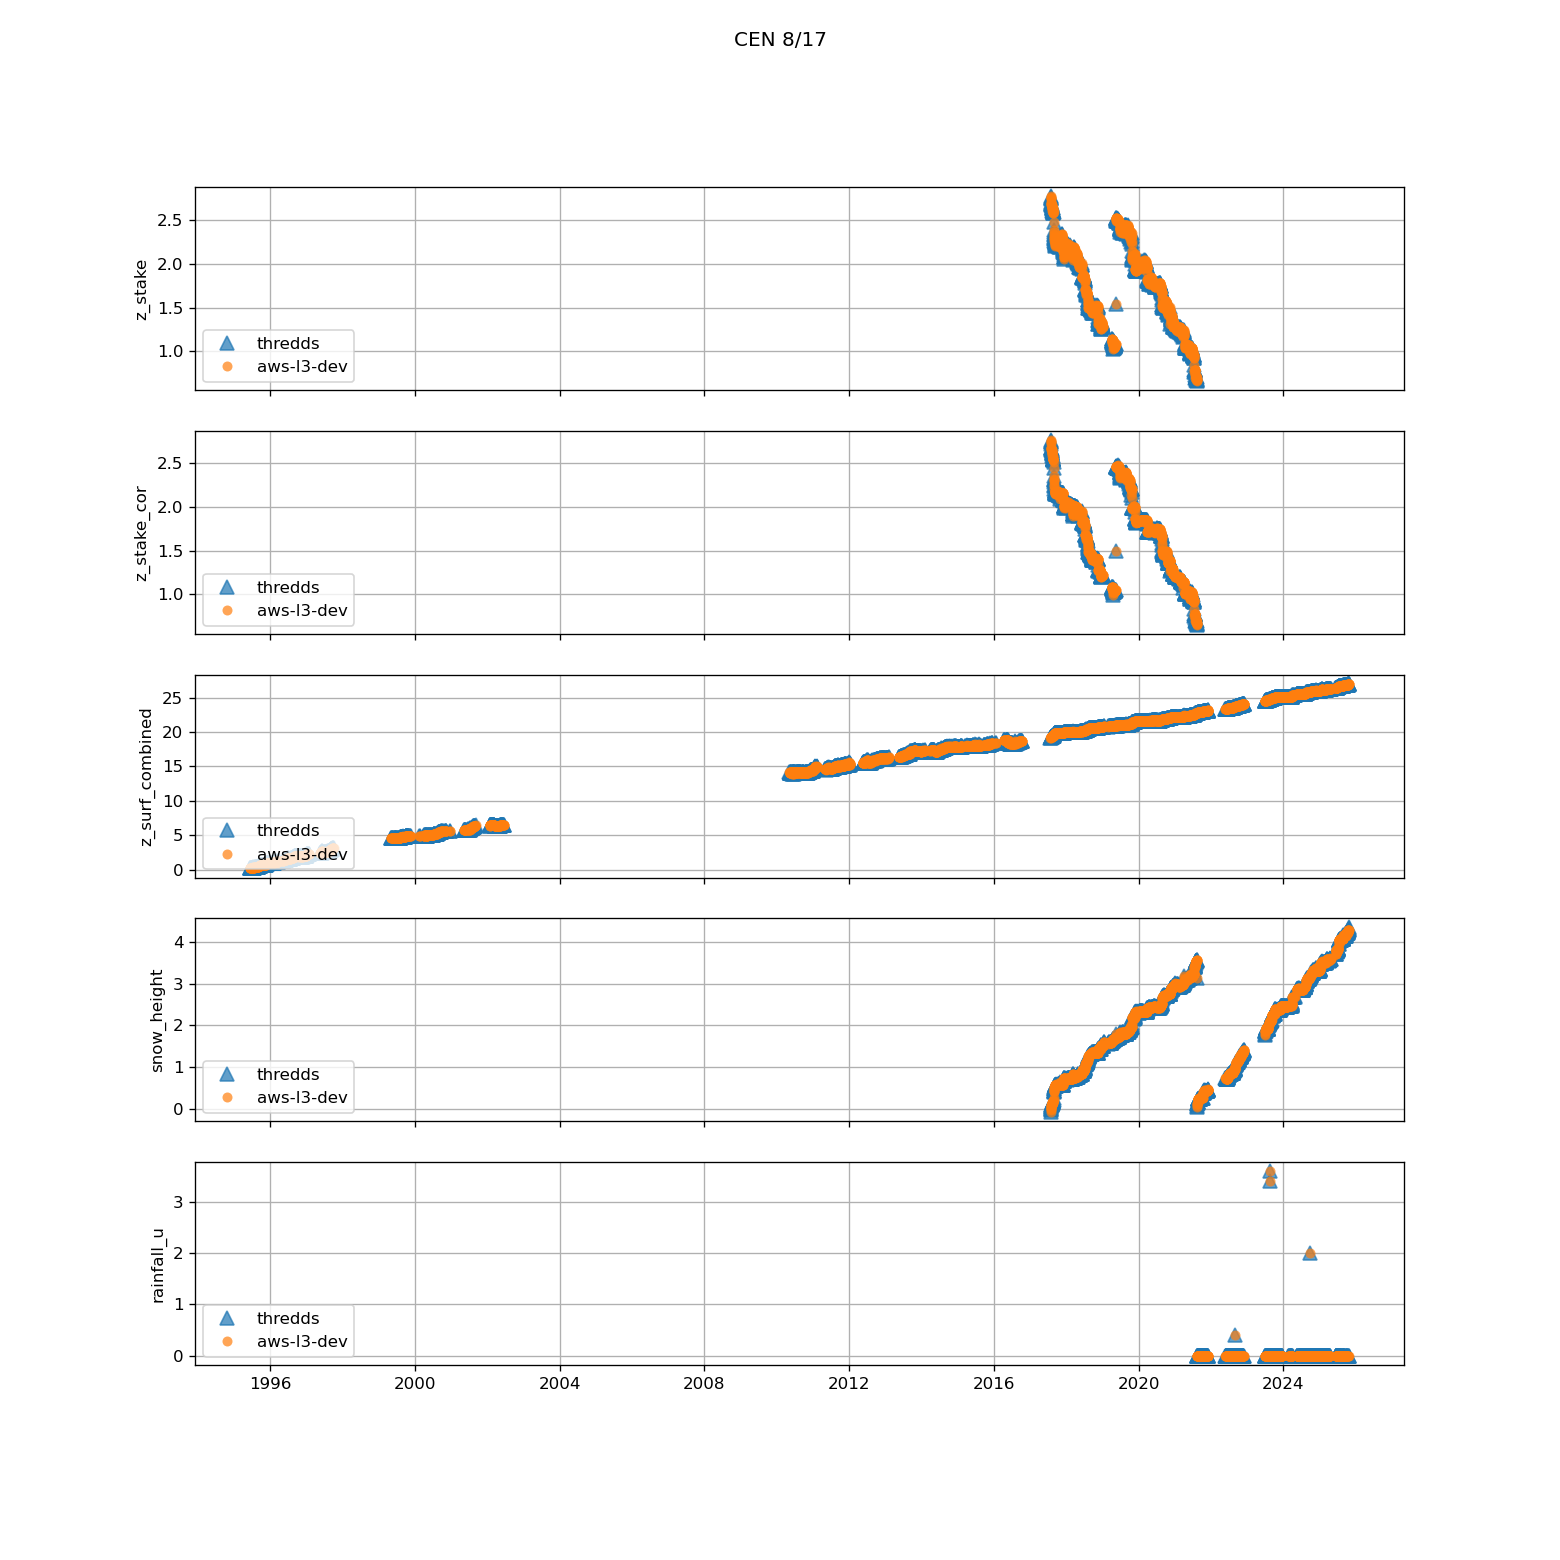 CEN 8/17
z_stake
2.5
2.0
1.5
1.0
thredds
aws-l3-dev
z_stake_cor
2.5
2.0
1.5
1.0
thredds
aws-l3-dev
z_surf_combined
25
20
15
10
5
0
thredds
aws-l3-dev
snow_height
4
3
2
1
0
thredds
aws-l3-dev
rainfall_u
3
2
1
0
thredds
aws-l3-dev
1996 2000 2004 2008 2012 2016 2020 2024